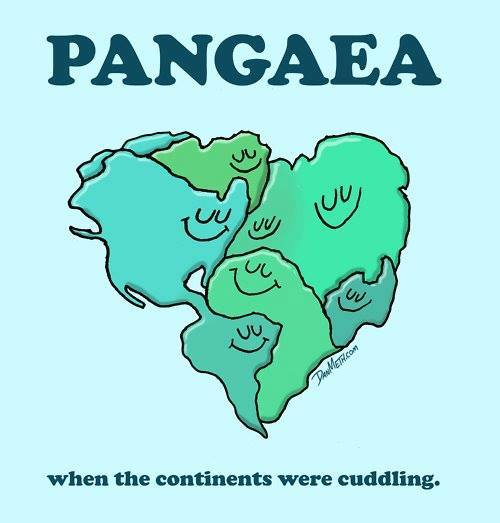 PANGAEA
DanMeth.com
when the continents were cuddling.